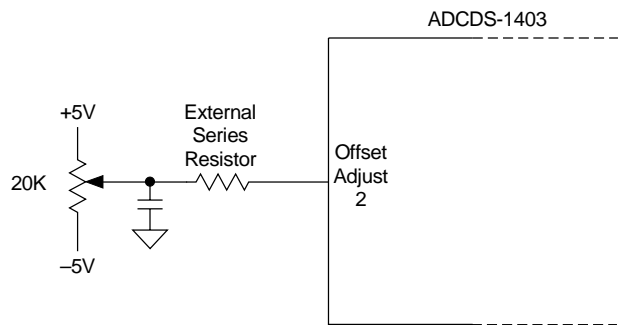 ADCDS-1403
+5V
External
Series
Resistor
20K
Offset
Adjust
2
–5V